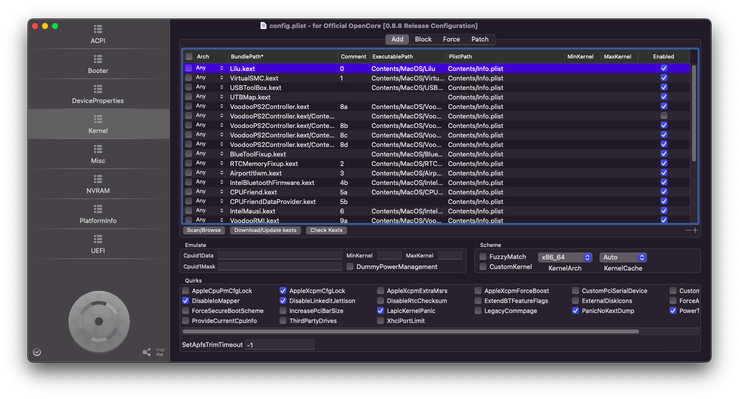 config.plist - for Official OpenCore [0.8.8 Release Configuration]
ACPI
Booter
DeviceProperties
Kernel
Misc
NVRAM
PlatformInfo
UEFI
Add Block Force Patch
Arch BundlePath* Comment ExecutablePath PlistPath MinKernel MaxKernel Enabled
Any Lilu.kext 0 Contents/MacOS/Lilu Contents/Info.plist
Any VirtualSMC.kext 1 Contents/MacOS/Virtu... Contents/Info.plist
Any USBToolBox.kext Contents/MacOS/USB... Contents/Info.plist
Any UTBMap.kext Contents/Info.plist
Any VoodooPS2Controller.kext 8a Contents/MacOS/Voo... Contents/Info.plist
Any VoodooPS2Controller.kext/Conte... Contents/MacOS/Voo... Contents/Info.plist
Any VoodooPS2Controller.kext/Conte... 8b Contents/MacOS/Voo... Contents/Info.plist
Any VoodooPS2Controller.kext/Conte... 8c Contents/MacOS/Voo... Contents/Info.plist
Any VoodooPS2Controller.kext/Conte... 8d Contents/MacOS/Voo... Contents/Info.plist
Any BlueToolFixup.kext Contents/MacOS/Blue... Contents/Info.plist
Any RTCMemoryFixup.kext 2 Contents/MacOS/RTC... Contents/Info.plist
Any AirportItlwm.kext 3 Contents/MacOS/Airp... Contents/Info.plist
Any IntelBluetoothFirmware.kext 4b Contents/MacOS/Intel... Contents/Info.plist
Any CPUFriend.kext 5a Contents/MacOS/CPU... Contents/Info.plist
Any CPUFriendDataProvider.kext 5b Contents/Info.plist
Any IntelMausi.kext 6 Contents/MacOS/Intel... Contents/Info.plist
Any VoodooRMI.kext 9a Contents/MacOS/Voo... Contents/Info.plist
Scan/Browse Download/Update kexts Check Kexts
Emulate Scheme
Cpuid1Data MinKernel MaxKernel FuzzyMatch x86_64 Auto
Cpuid1Mask DummyPowerManagement CustomKernel KernelArch KernelCache
Quirks
AppleCpuPmCfgLock AppleXcpmCfgLock AppleXcpmExtraMsrs AppleXcpmForceBoost CustomPciSerialDevice Custom
DisableIoMapper DisableLinkeditJettison DisableRtcChecksum ExtendBTFeatureFlags ExternalDiskIcons ForceA
ForceSecureBootScheme IncreasePciBarSize LapicKernelPanic LegacyCommpage PanicNoKextDump PowerT
ProvideCurrentCpuInfo ThirdPartyDrives XhciPortLimit
SetApfsTrimTimeout -1